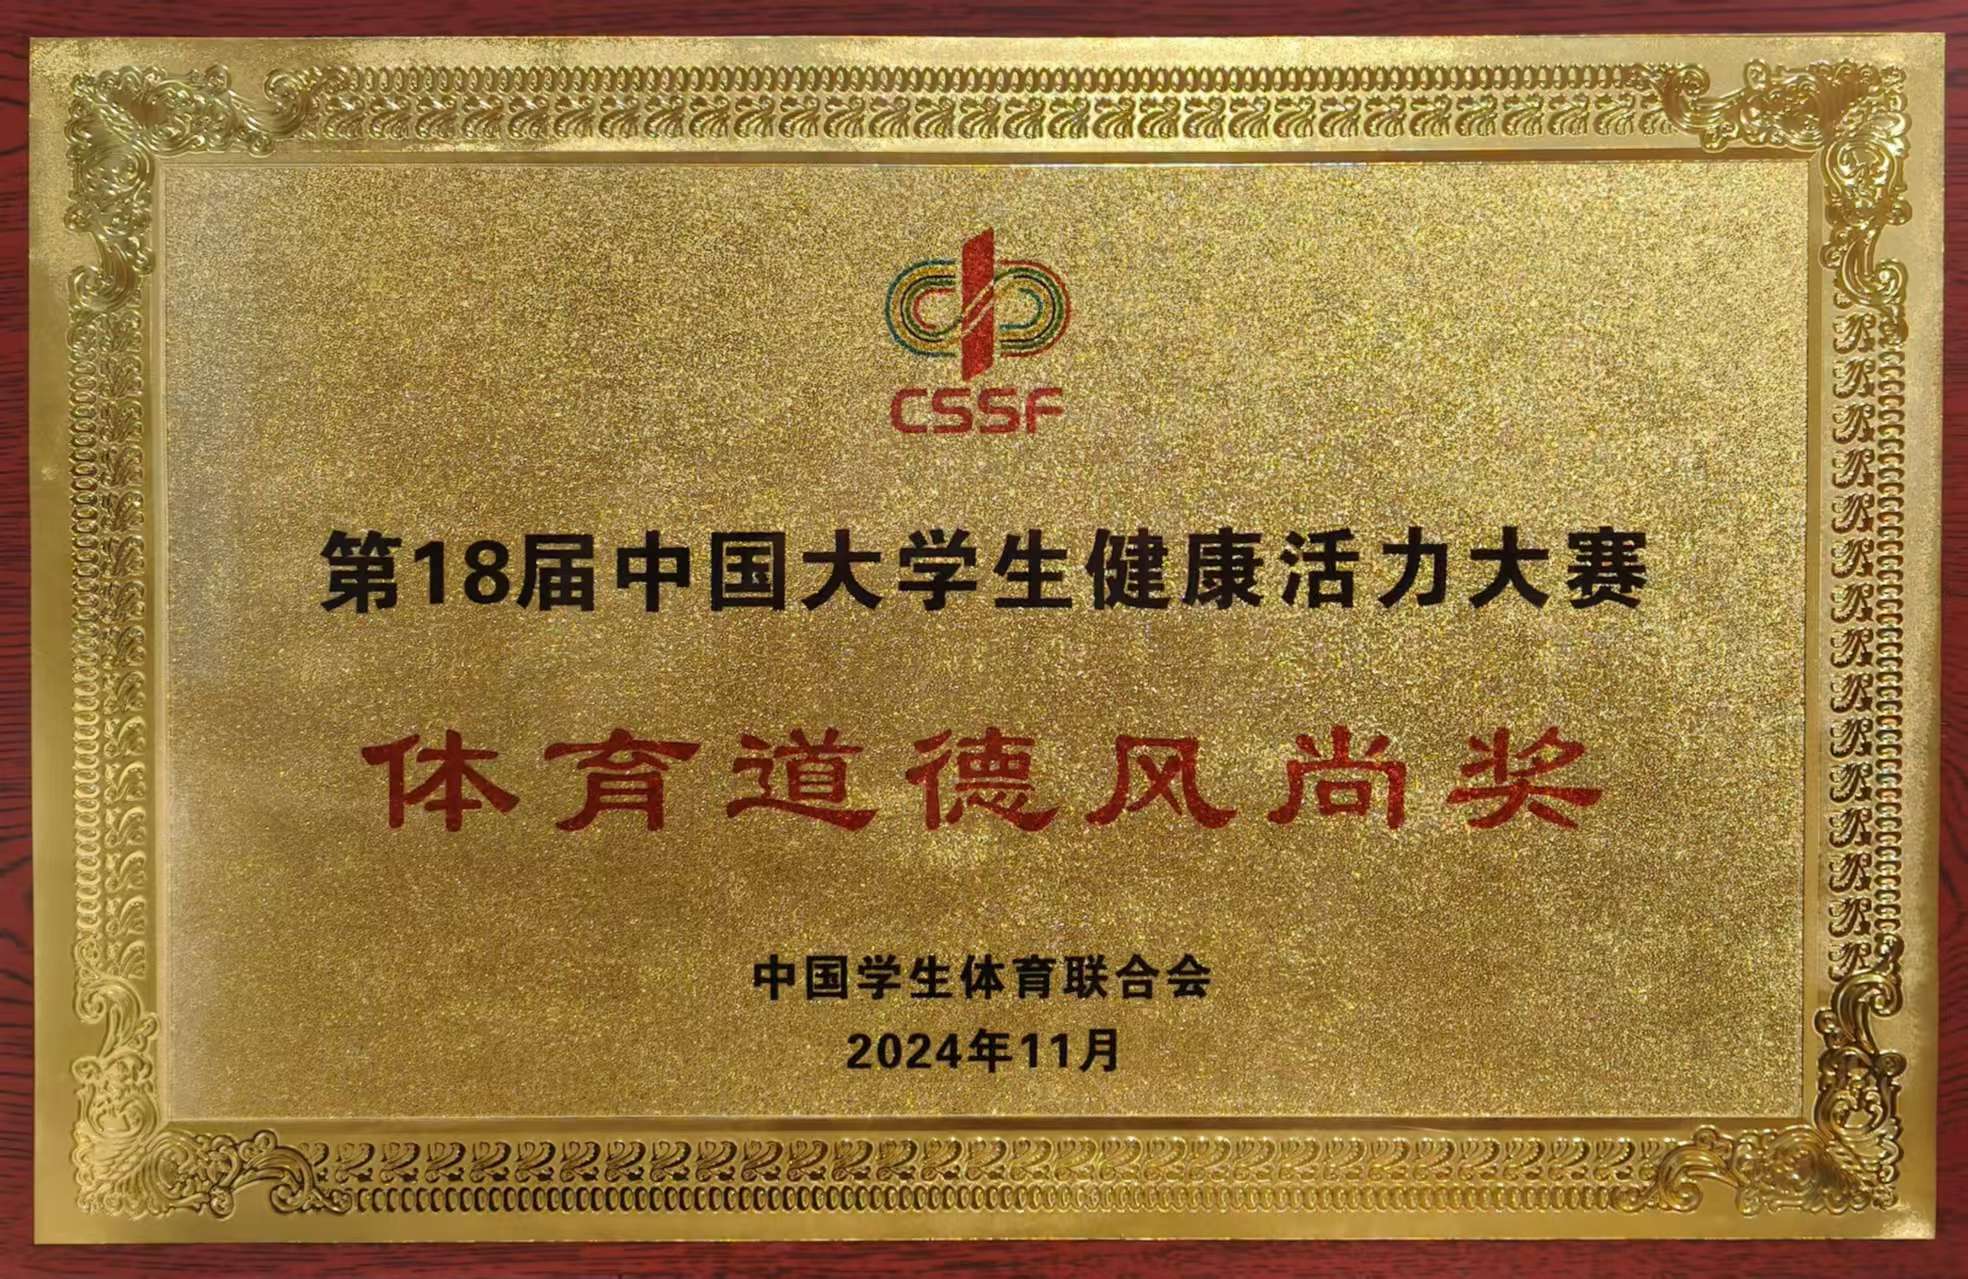 CSSF
第18届中国大学生健康活力大赛
体育道德风尚奖
中国学生体育联合会
2024年11月